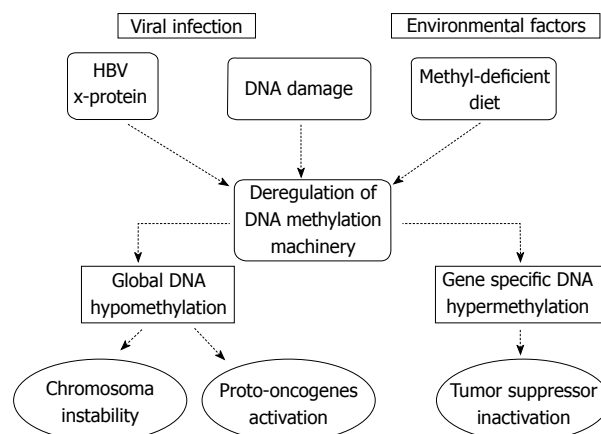 Viral infection
Environmental factors
HBV
x-protein
DNA damage
Methyl-deficient
diet
Deregulation of
DNA methylation
machinery
Global DNA
hypomethylation
Gene specific DNA
hypermethylation
Chromosoma
instability
Proto-oncogenes
activation
Tumor suppressor
inactivation